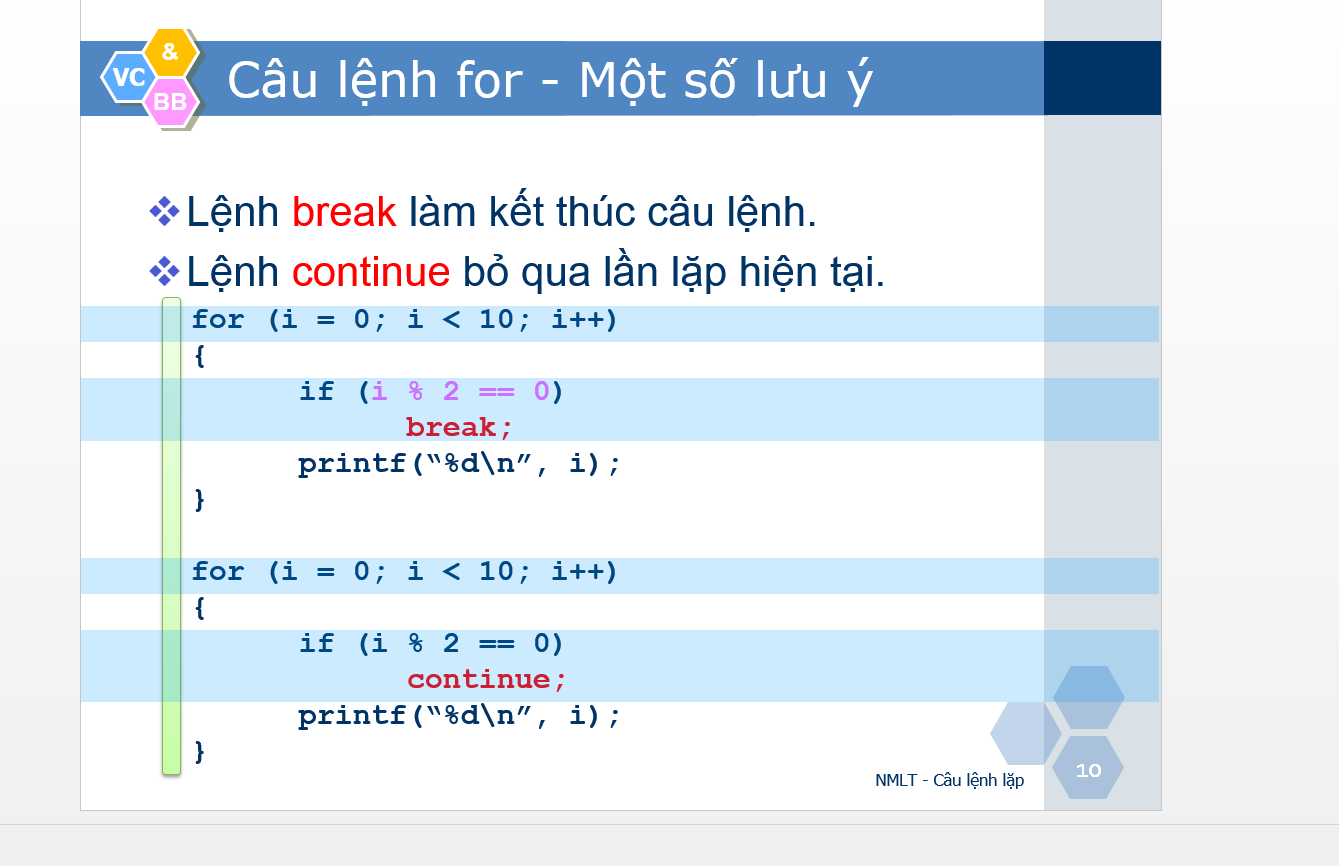 &
VC
BB
Câu lệnh for - Một số lưu ý
Lệnh break làm kết thúc câu lệnh.
Lệnh continue bỏ qua lần lặp hiện tại.
for (i = 0; i < 10; i++)
{
if (i % 2 == 0)
break;
printf(“%d\n”, i);
}
for (i = 0; i < 10; i++)
{
if (i % 2 == 0)
continue;
printf(“%d\n”, i);
}
NMLT - Câu lệnh lặp
10